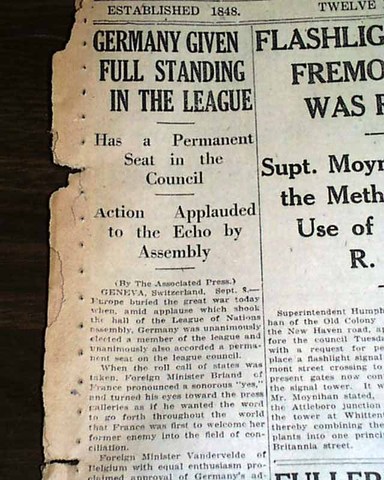 ESTABLISHED 1848.
TWELVE
GERMANY GIVEN
FULL STANDING
IN THE LEAGUE
Has a Permanent
Seat in the
Council
Action Applauded
to the Echo by
Assembly
(By The Associated Press.)
GENEVA, Switzerland, Sept. 8.—
Europe buried the great war today
when, amid applause which shook
the hall of the League of Nations
assembly, Germany was unanimously
elected a member of the league and
unanimously also accorded a perma-
nent seat on the league council.
When the roll call of states was
taken, Foreign Minister Briand of
France pronounced a sonorous "yes,"
and turned his eyes toward the press
galleries as if he wanted the word
to go forth throughout the world
that France was first to welcome her
former enemy into the field of con-
ciliation.
Foreign Minister Vandervelde of
Belgium with equal enthusiasm pro-
claimed approval of Germany's ad-
FLASHLIG
FREMO
WAS
Supt. Moyn
the Meth
Use of
R.
Superintendent Humph
han of the Old Colony
the New Haven road,
fore the council Tuesda
with a request for pe
place a flashlight signal
mont street crossing to
present gates now con
the signal tower. It w
Mr. Moynihan stated,
the Attleboro junction
the tower at Whitten
thereby combining the
plants into one princ
Britannia street.
FULLER